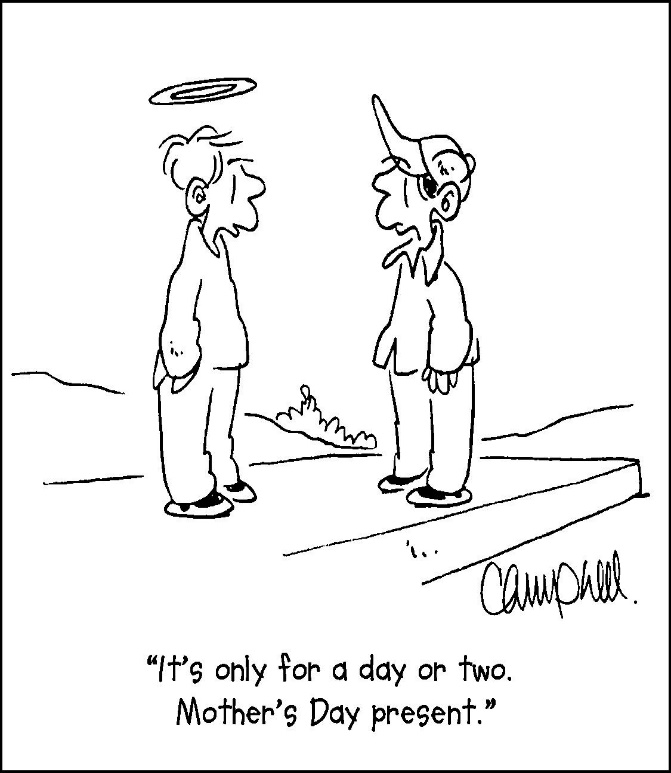 Campbell.
"It's only for a day or two.
Mother's Day present."